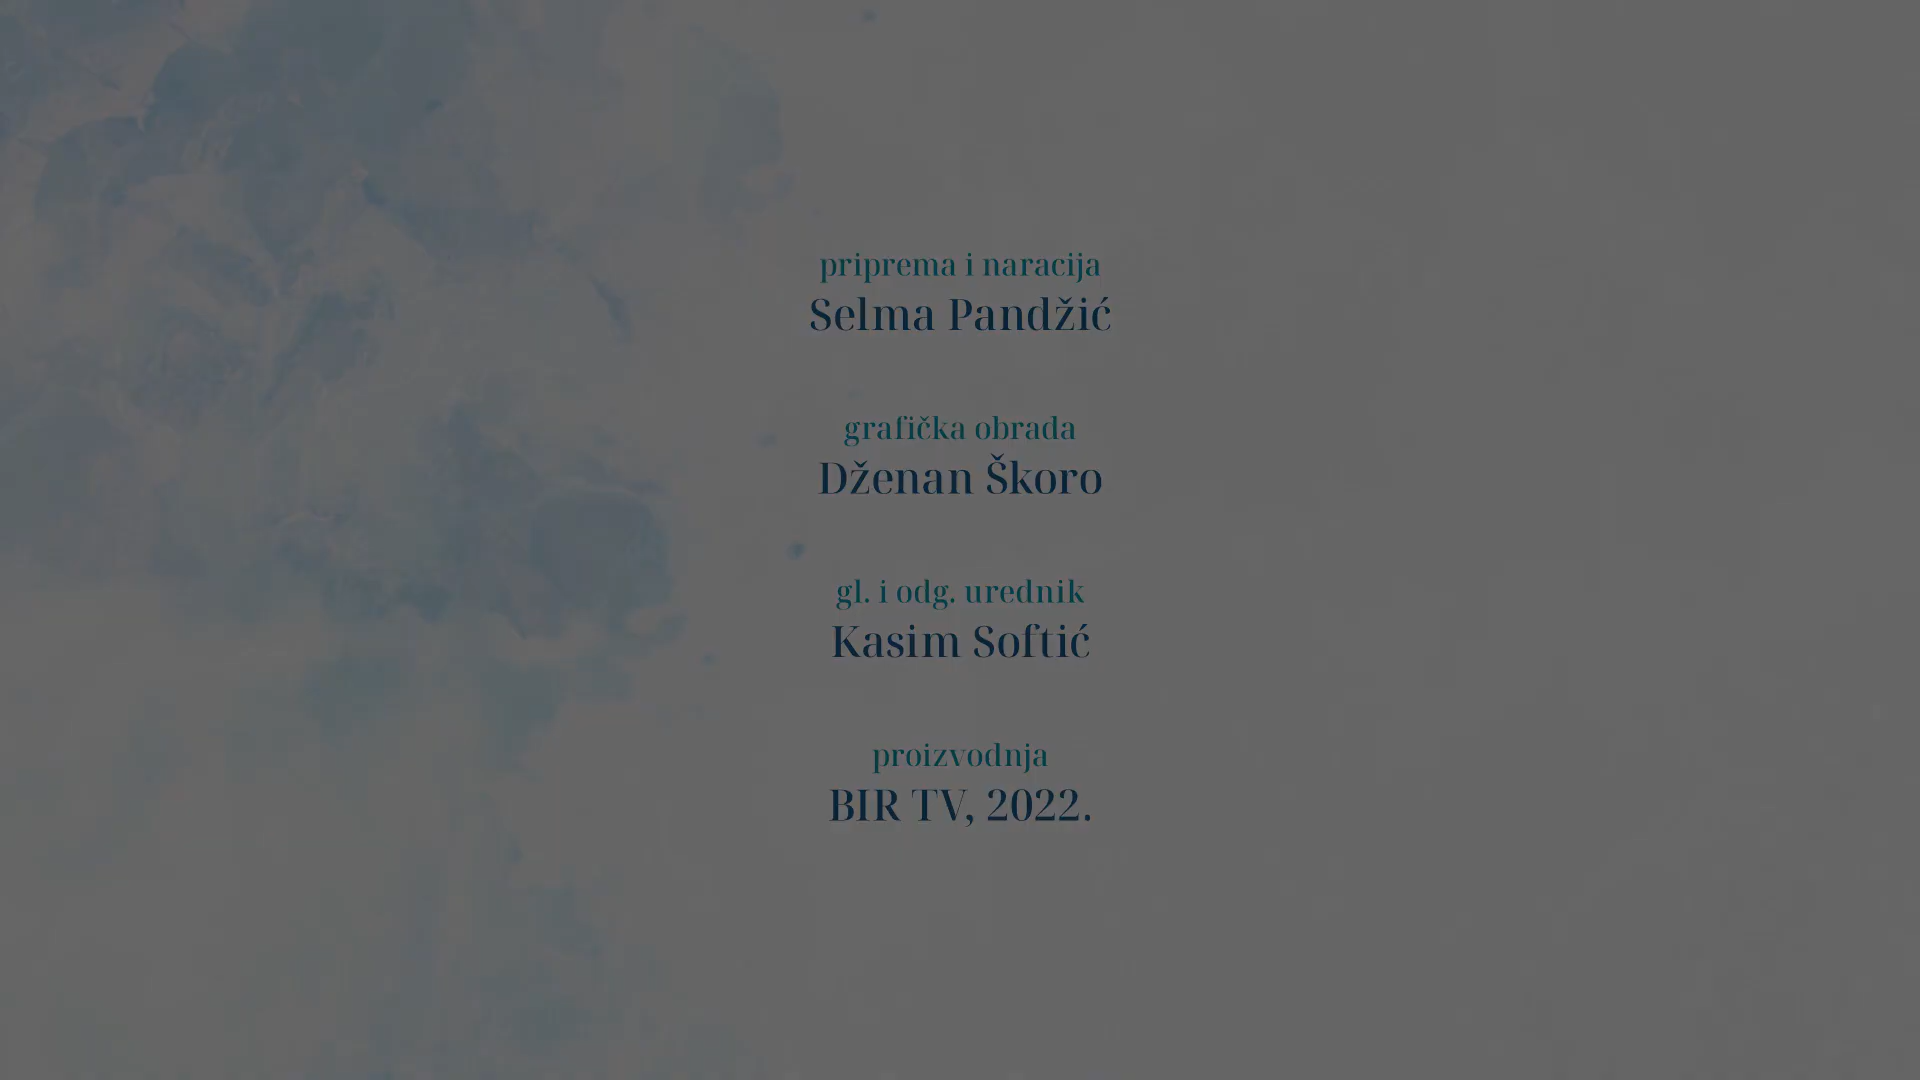 priprema i naracija
Selma Pandžić
grafička obrada
Dženan Škoro
gl. i odg. urednik
Kasim Softić
proizvodnja
BIR TV, 2022.